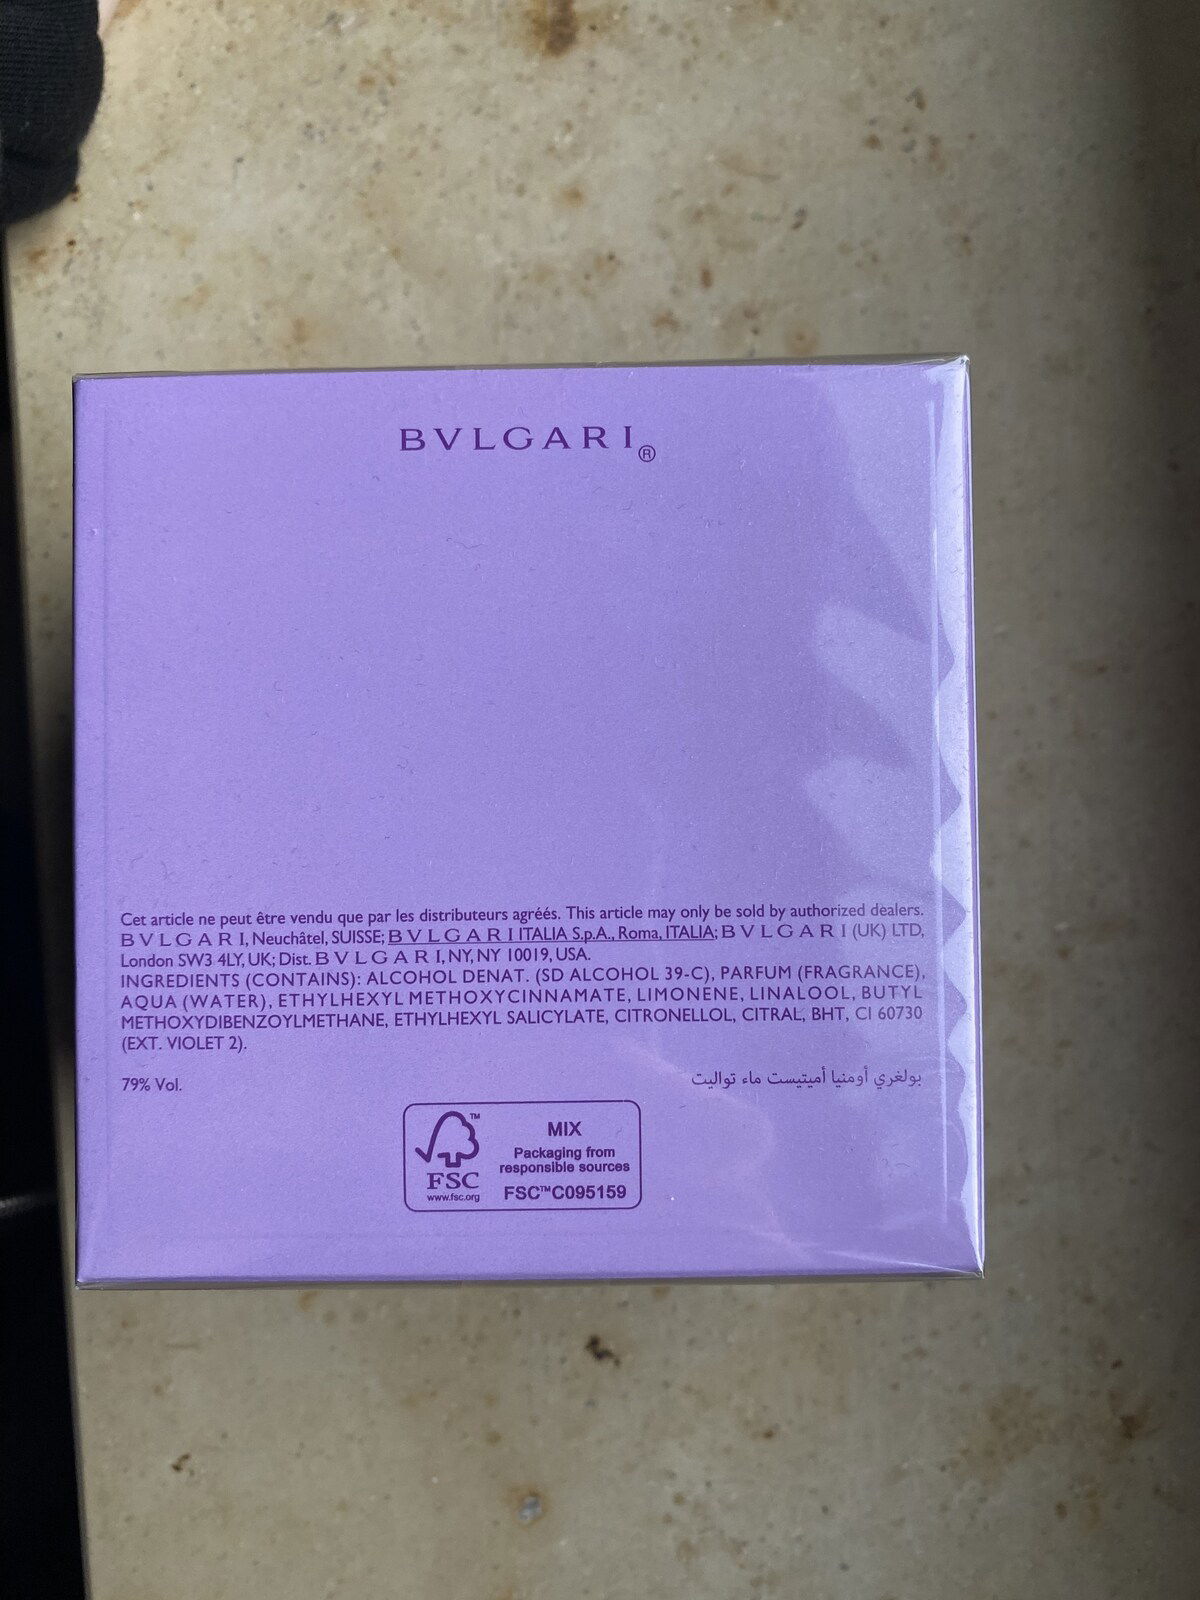 BVLGARI®
Cet article ne peut être vendu que par les distributeurs agréés. This article may only be sold by authorized dealers.
BVLGARI, Neuchâtel, SUISSE; BVLGARI ITALIA S.p.A., Roma, ITALIA; BVLGARI (UK) LTD,
London SW3 4LY, UK; Dist. BVLGARI, NY, NY 10019, USA.
INGREDIENTS (CONTAINS): ALCOHOL DENAT. (SD ALCOHOL 39-C), PARFUM (FRAGRANCE),
AQUA (WATER), ETHYLHEXYL METHOXYCINNAMATE, LIMONENE, LINALOOL, BUTYL
METHOXYDIBENZOYLMETHANE, ETHYLHEXYL SALICYLATE, CITRONELLOL, CITRAL, BHT, CI 60730
(EXT. VIOLET 2).
79% Vol.
بولغري أومنيا أميتيست ماء تواليت
FSC™
www.fsc.org
MIX
Packaging from
responsible sources
FSC™ C095159